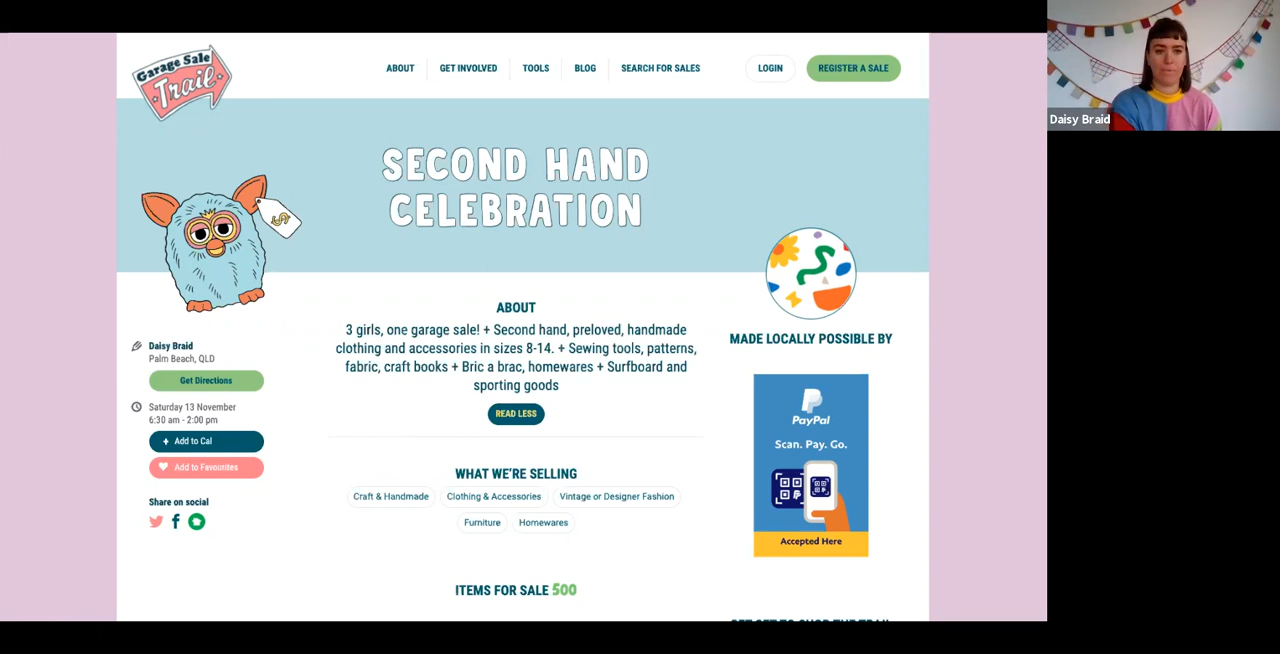 Garage Sale
Trail
ABOUT
GET INVOLVED
TOOLS
BLOG
SEARCH FOR SALES
LOGIN
REGISTER A SALE
Daisy Braid
SECOND HAND
CELEBRATION
$
Daisy Braid
Palm Beach, QLD
Get Directions
Saturday 13 November
6:30 am - 2:00 pm
+ Add to Cal
Add to Favourites
Share on social
ABOUT
3 girls, one garage sale! + Second hand, preloved, handmade
clothing and accessories in sizes 8-14. + Sewing tools, patterns,
fabric, craft books + Bric a brac, homewares + Surfboard and
sporting goods
READ LESS
WHAT WE'RE SELLING
Craft & Handmade
Clothing & Accessories
Vintage or Designer Fashion
Furniture
Homewares
ITEMS FOR SALE 500
MADE LOCALLY POSSIBLE BY
PayPal
Scan. Pay. Go.
Accepted Here